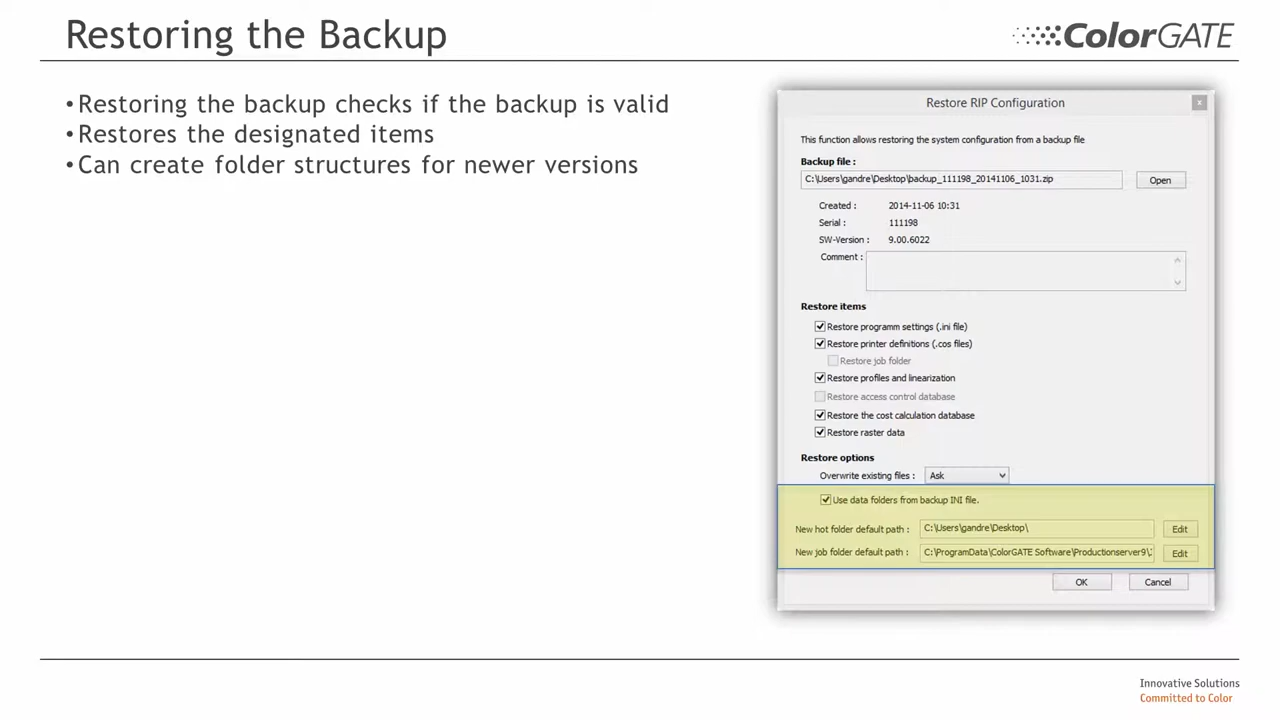 Restoring the Backup
ColorGATE
•Restoring the backup checks if the backup is valid
•Restores the designated items
•Can create folder structures for newer versions
Restore RIP Configuration
x
This function allows restoring the system configuration from a backup file
Backup file :
C:\Users\gandre\Desktop\backup_111198_20141106_1031.zip
Open
Created : 2014-11-06 10:31
Serial : 111198
SW-Version : 9.00.6022
Comment :
Restore items
Restore programm settings (.ini file)
Restore printer definitions (.cos files)
Restore job folder
Restore profiles and linearization
Restore access control database
Restore the cost calculation database
Restore raster data
Restore options
Overwrite existing files : Ask
Use data folders from backup INI file.
New hot folder default path : C:\Users\gandre\Desktop\ Edit
New job folder default path : C:\ProgramData\ColorGATE Software\Productionserver9\ Edit
OK Cancel
Innovative Solutions
Committed to Color